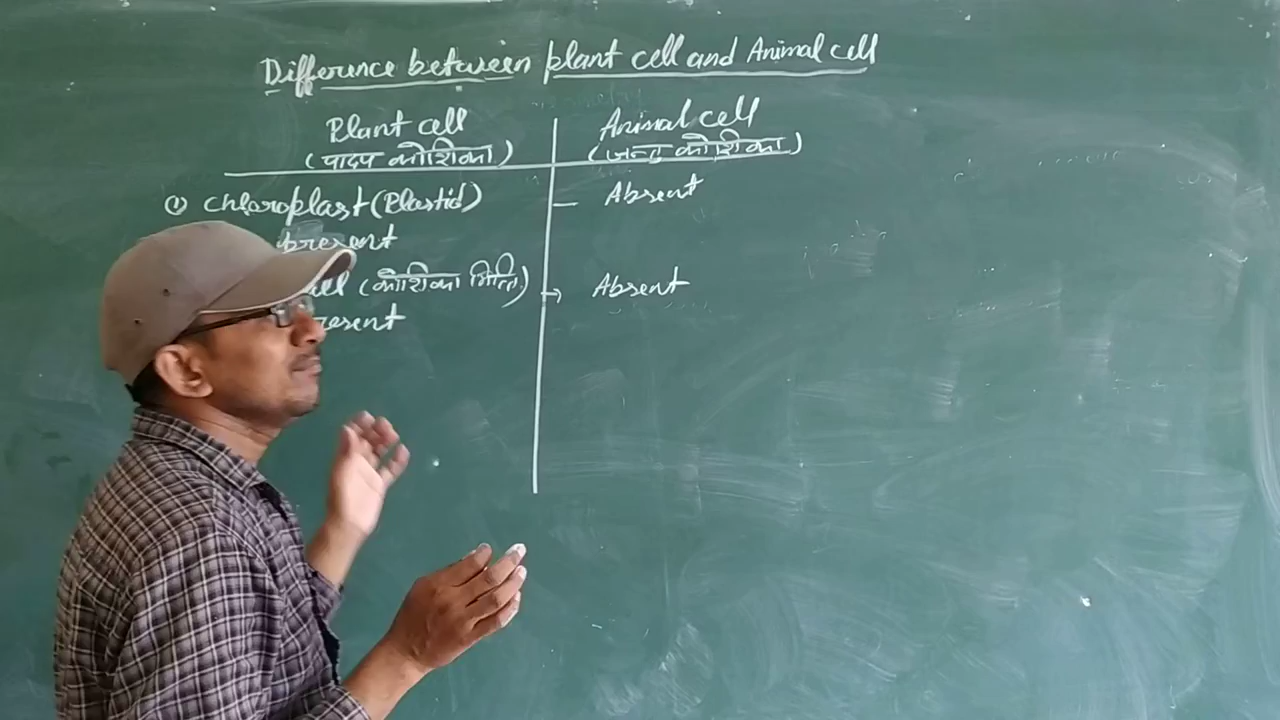 Difference between plant cell and Animal cell
Plant cell
(पादप कोशिका)
Animal cell
(जन्तु कोशिका)
① Chloroplast (Plastid)
present
— Absent
(कोशिका भित्ति)
→ Absent